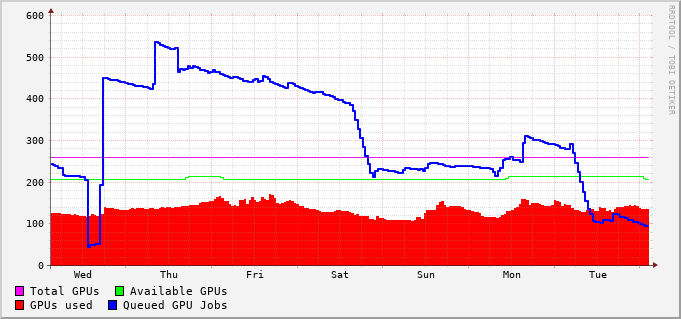 600
500
400
300
200
100
0
Wed Thu Fri Sat Sun Mon Tue
Total GPUs Available GPUs
GPUs used Queued GPU Jobs
RRDTOOL / TOBI OETIKER